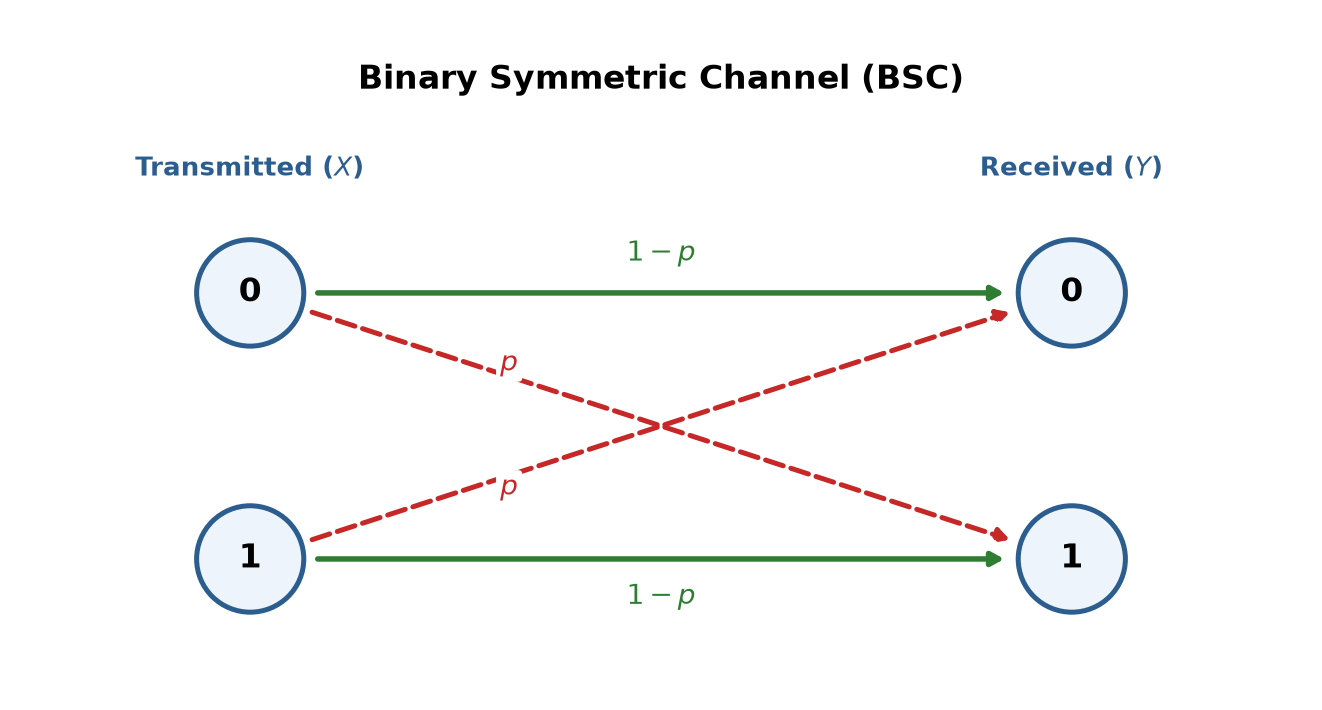 Binary Symmetric Channel (BSC)
Transmitted (X)
Received (Y)
1 − p
0
0
p
p
1
1
1 − p